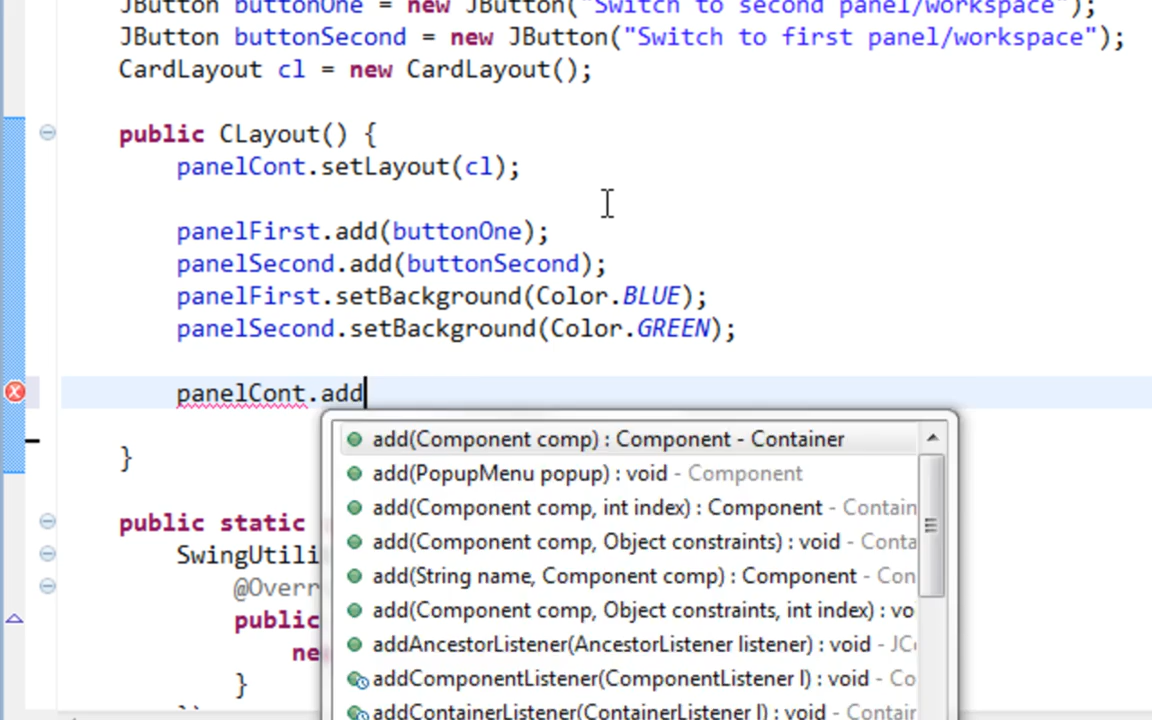 JButton buttonOne = new JButton("Switch to second panel/workspace");
JButton buttonSecond = new JButton("Switch to first panel/workspace");
CardLayout cl = new CardLayout();
public CLayout() {
panelCont.setLayout(cl);
panelFirst.add(buttonOne);
panelSecond.add(buttonSecond);
panelFirst.setBackground(Color.BLUE);
panelSecond.setBackground(Color.GREEN);
panelCont.add
add(Component comp) : Component - Container
}
add(PopupMenu popup) : void - Component
add(Component comp, int index) : Component - Contain
public static
add(Component comp, Object constraints) : void - Conta
SwingUtili
add(String name, Component comp) : Component - Con
@Overr
add(Component comp, Object constraints, int index) : vo
public
addAncestorListener(AncestorListener listener) : void - JC
ne
addComponentListener(ComponentListener l) : void - Co
}
addContainerListener(ContainerListener l) : void - Contain